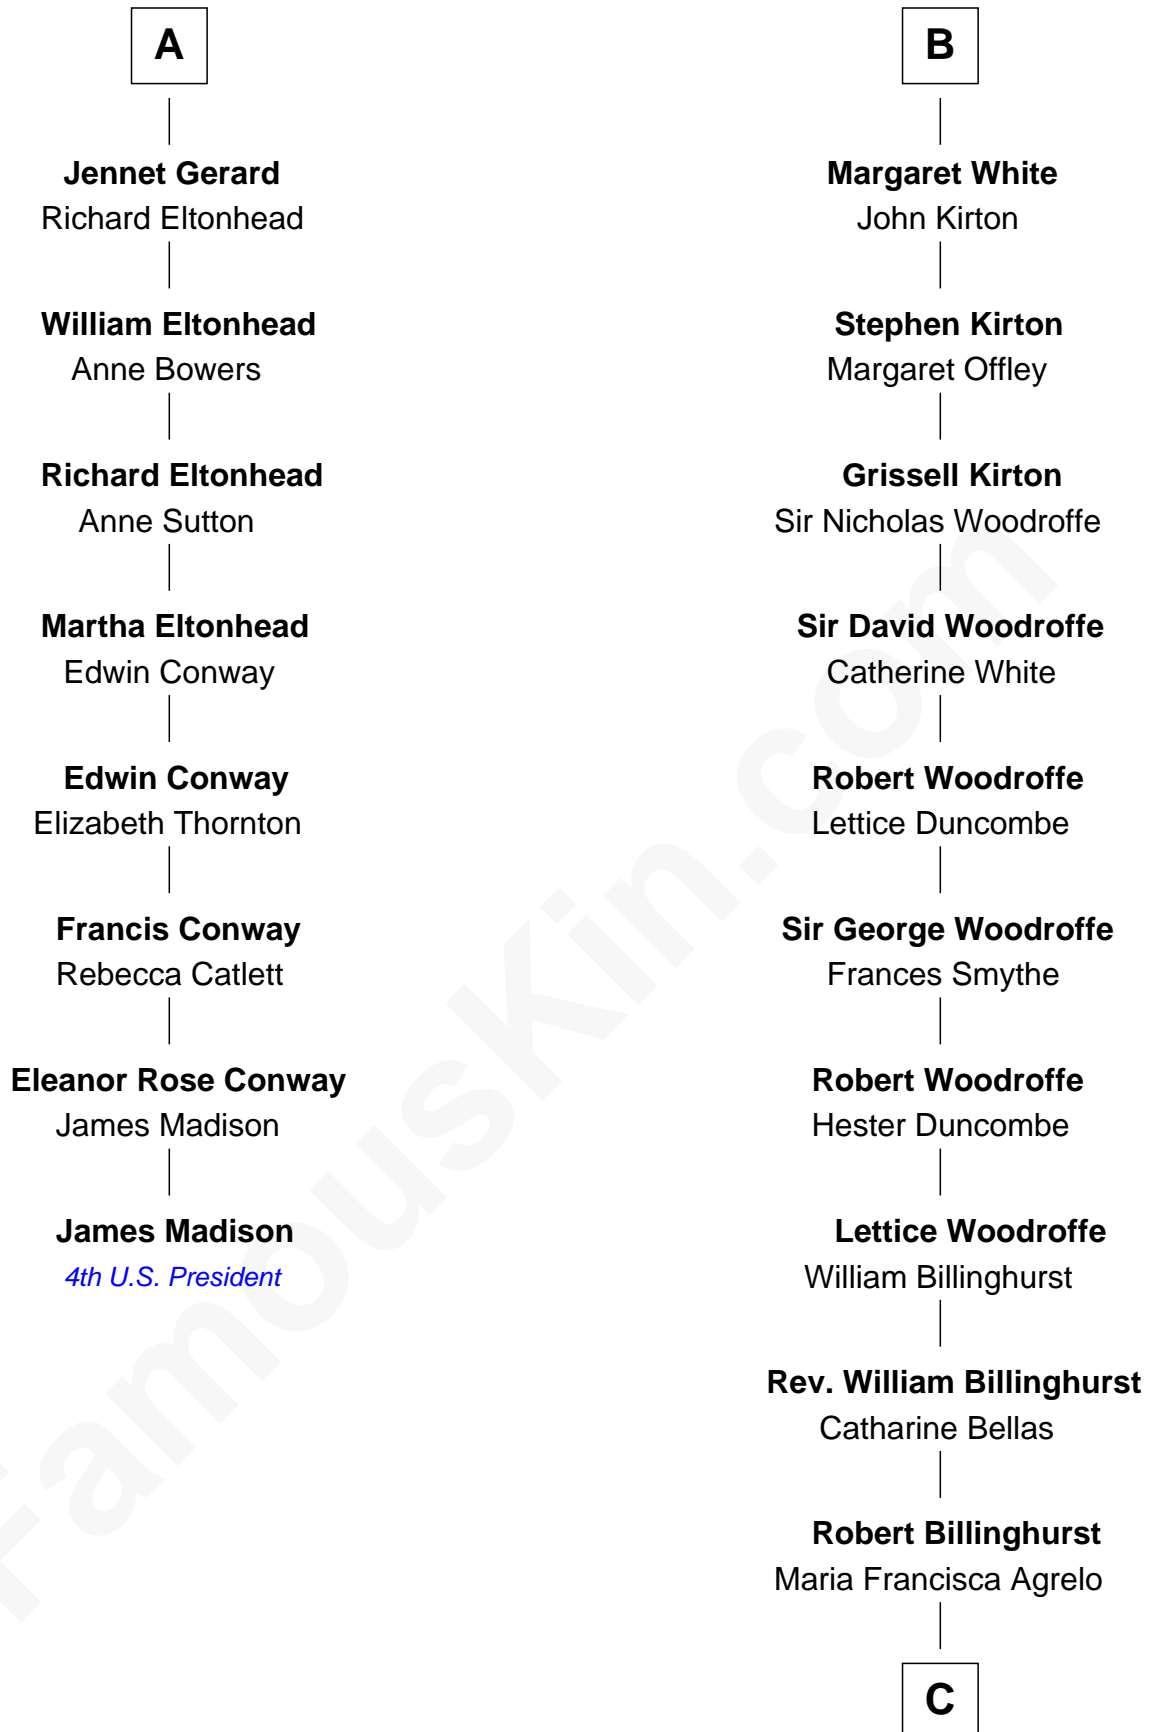 A
Jennet Gerard
Richard Eltonhead
William Eltonhead
Anne Bowers
Richard Eltonhead
Anne Sutton
Martha Eltonhead
Edwin Conway
Edwin Conway
Elizabeth Thornton
Francis Conway
Rebecca Catlett
Eleanor Rose Conway
James Madison
James Madison
4th U.S. President
B
Margaret White
John Kirton
Stephen Kirton
Margaret Offley
Grissell Kirton
Sir Nicholas Woodroffe
Sir David Woodroffe
Catherine White
Robert Woodroffe
Lettice Duncombe
Sir George Woodroffe
Frances Smythe
Robert Woodroffe
Hester Duncombe
Lettice Woodroffe
William Billinghurst
Rev. William Billinghurst
Catharine Bellas
Robert Billinghurst
Maria Francisca Agrelo
C
FamousKin.com